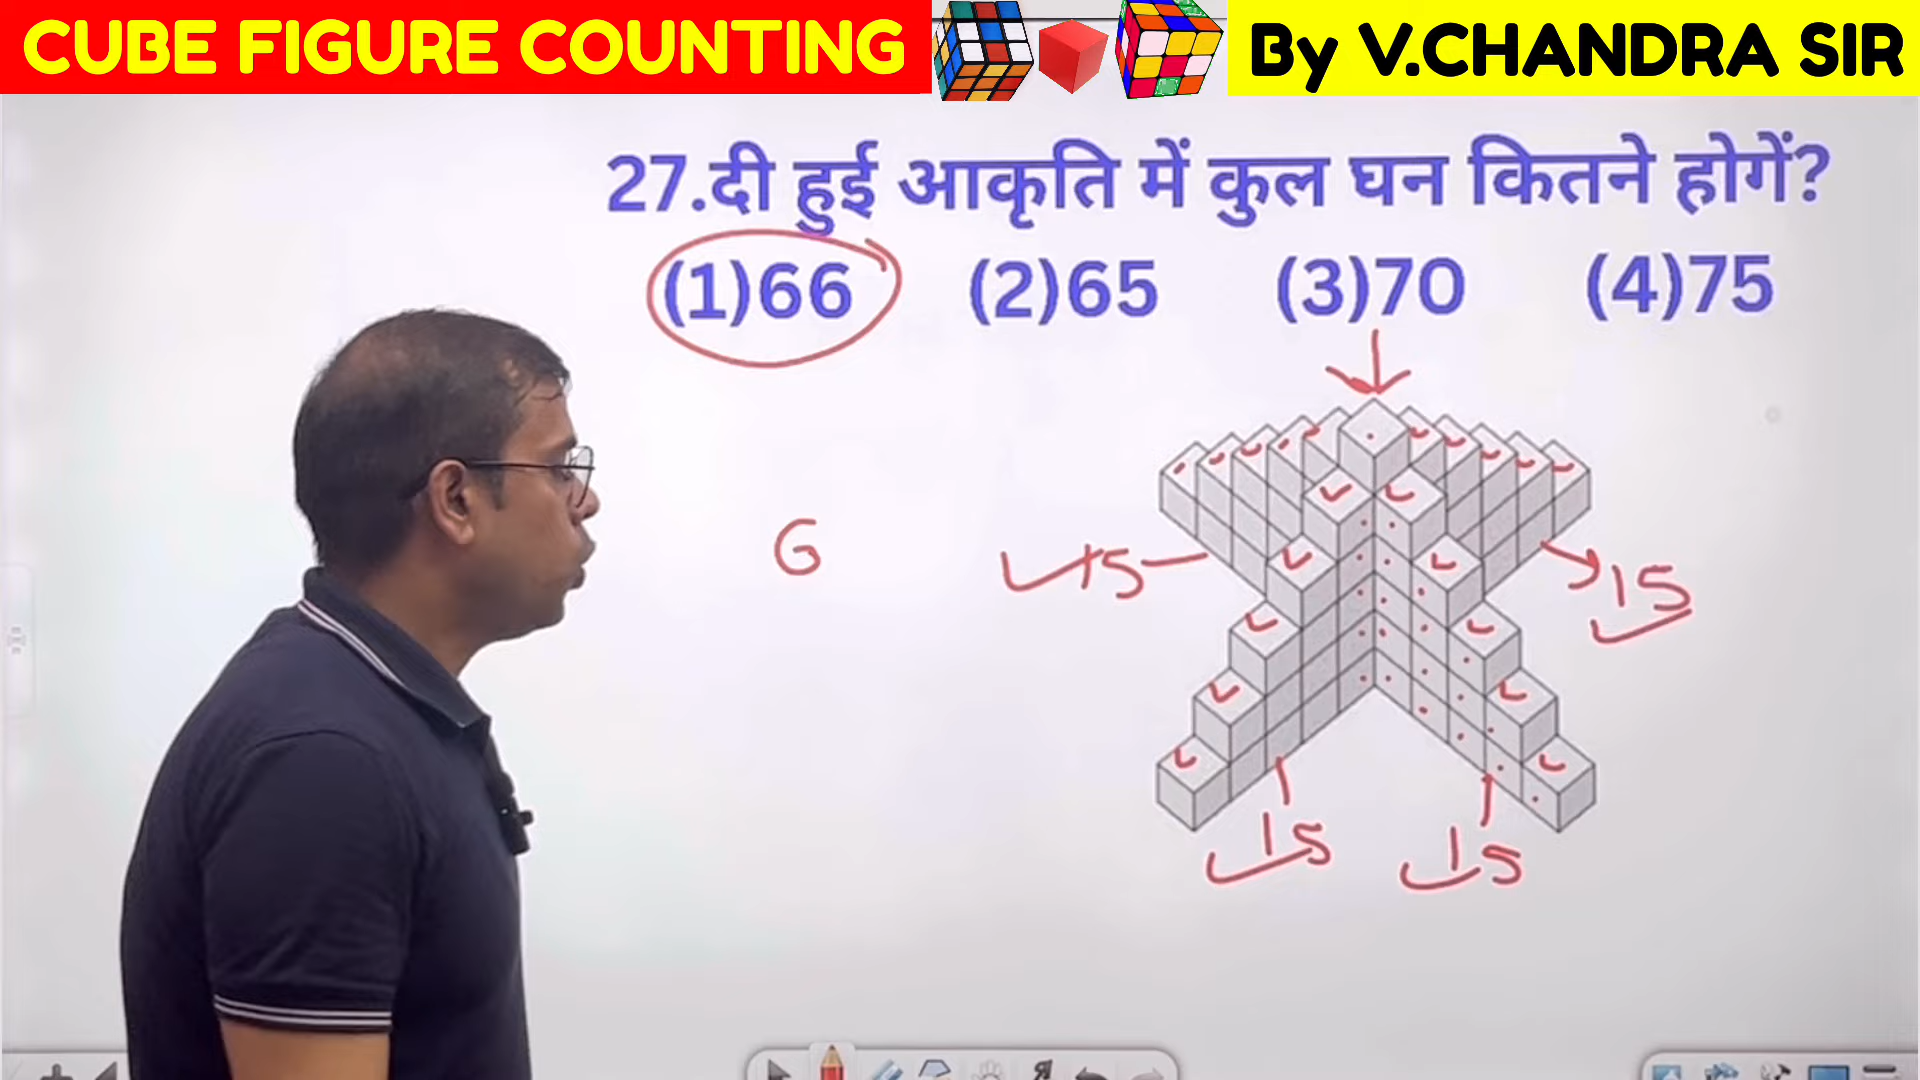 CUBE FIGURE COUNTING By V.CHANDRA SIR
27.दी हुई आकृति में कुल घन कितने होगें?
(1)66 (2)65 (3)70 (4)75
6
15
15
15 15